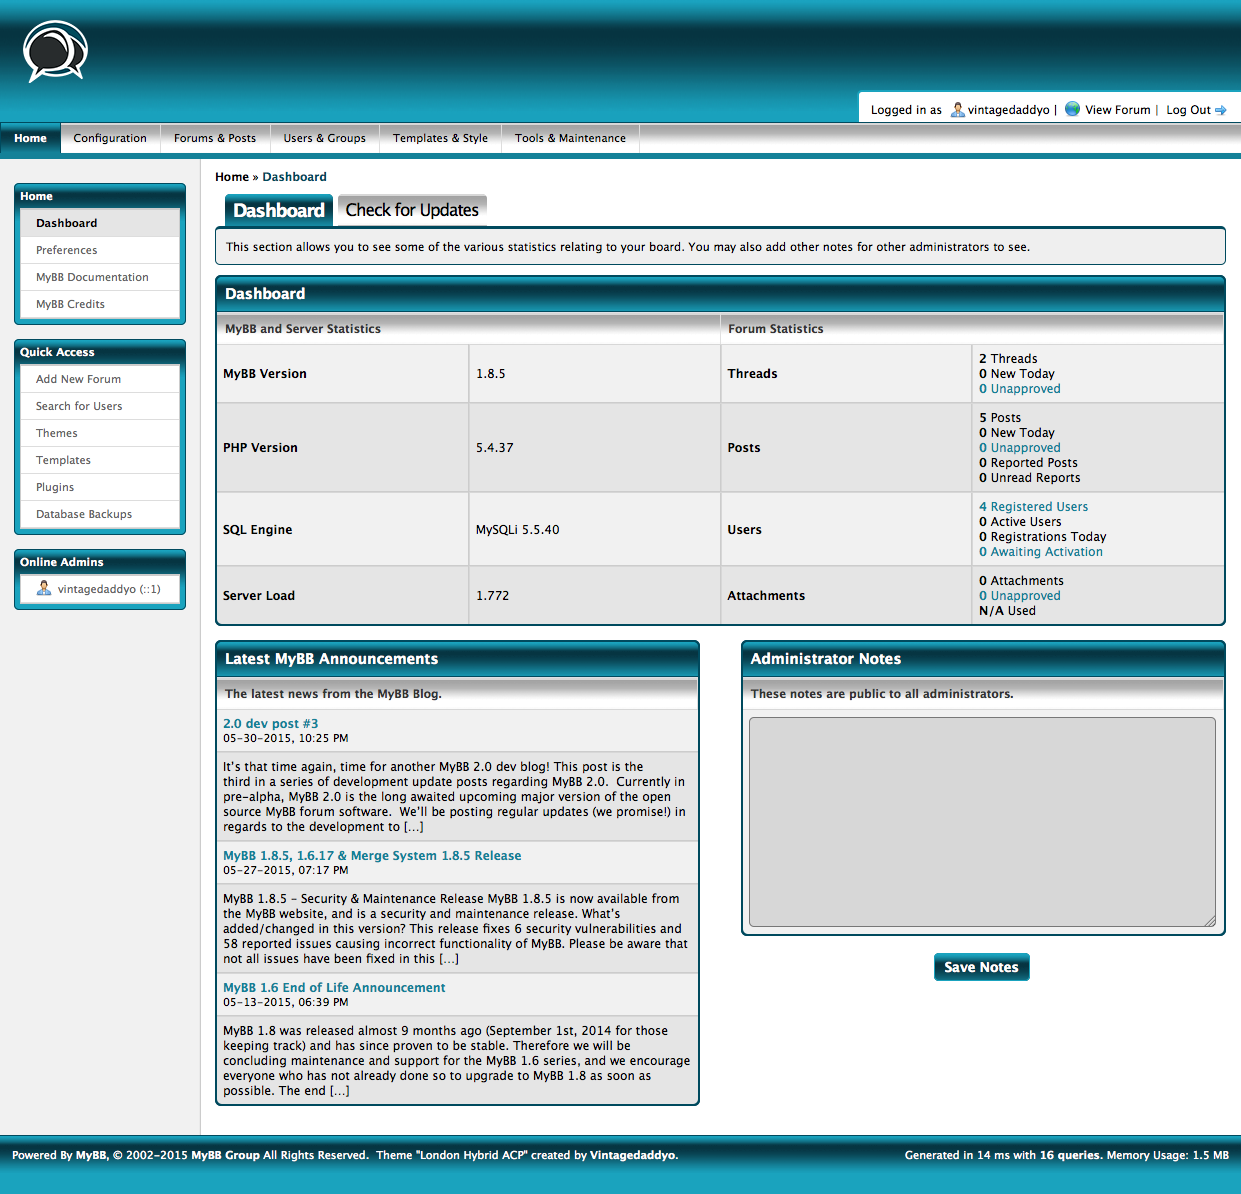 Logged in as vintagedaddyo | View Forum | Log Out
Home Configuration Forums & Posts Users & Groups Templates & Style Tools & Maintenance
Home » Dashboard
Home
Dashboard
Preferences
MyBB Documentation
MyBB Credits
Quick Access
Add New Forum
Search for Users
Themes
Templates
Plugins
Database Backups
Online Admins
vintagedaddyo (::1)
Dashboard Check for Updates
This section allows you to see some of the various statistics relating to your board. You may also add other notes for other administrators to see.
Dashboard
MyBB and Server Statistics Forum Statistics
MyBB Version 1.8.5 Threads
2 Threads
0 New Today
0 Unapproved
PHP Version 5.4.37 Posts
5 Posts
0 New Today
0 Unapproved
0 Reported Posts
0 Unread Reports
SQL Engine MySQLi 5.5.40 Users
4 Registered Users
0 Active Users
0 Registrations Today
0 Awaiting Activation
Server Load 1.772 Attachments
0 Attachments
0 Unapproved
N/A Used
Latest MyBB Announcements
The latest news from the MyBB Blog.
2.0 dev post #3
05-30-2015, 10:25 PM
It's that time again, time for another MyBB 2.0 dev blog! This post is the
third in a series of development update posts regarding MyBB 2.0.  Currently in
pre-alpha, MyBB 2.0 is the long awaited upcoming major version of the open
source MyBB forum software.  We'll be posting regular updates (we promise!) in
regards to the development to [...]
MyBB 1.8.5, 1.6.17 & Merge System 1.8.5 Release
05-27-2015, 07:17 PM
MyBB 1.8.5 – Security & Maintenance Release MyBB 1.8.5 is now available from
the MyBB website, and is a security and maintenance release. What's
added/changed in this version? This release fixes 6 security vulnerabilities and
58 reported issues causing incorrect functionality of MyBB. Please be aware that
not all issues have been fixed in this [...]
MyBB 1.6 End of Life Announcement
05-13-2015, 06:39 PM
MyBB 1.8 was released almost 9 months ago (September 1st, 2014 for those
keeping track) and has since proven to be stable. Therefore we will be
concluding maintenance and support for the MyBB 1.6 series, and we encourage
everyone who has not already done so to upgrade to MyBB 1.8 as soon as
possible. The end [...]
Administrator Notes
These notes are public to all administrators.
Save Notes
Powered By MyBB, © 2002-2015 MyBB Group All Rights Reserved.  Theme "London Hybrid ACP" created by Vintagedaddyo.
Generated in 14 ms with 16 queries. Memory Usage: 1.5 MB